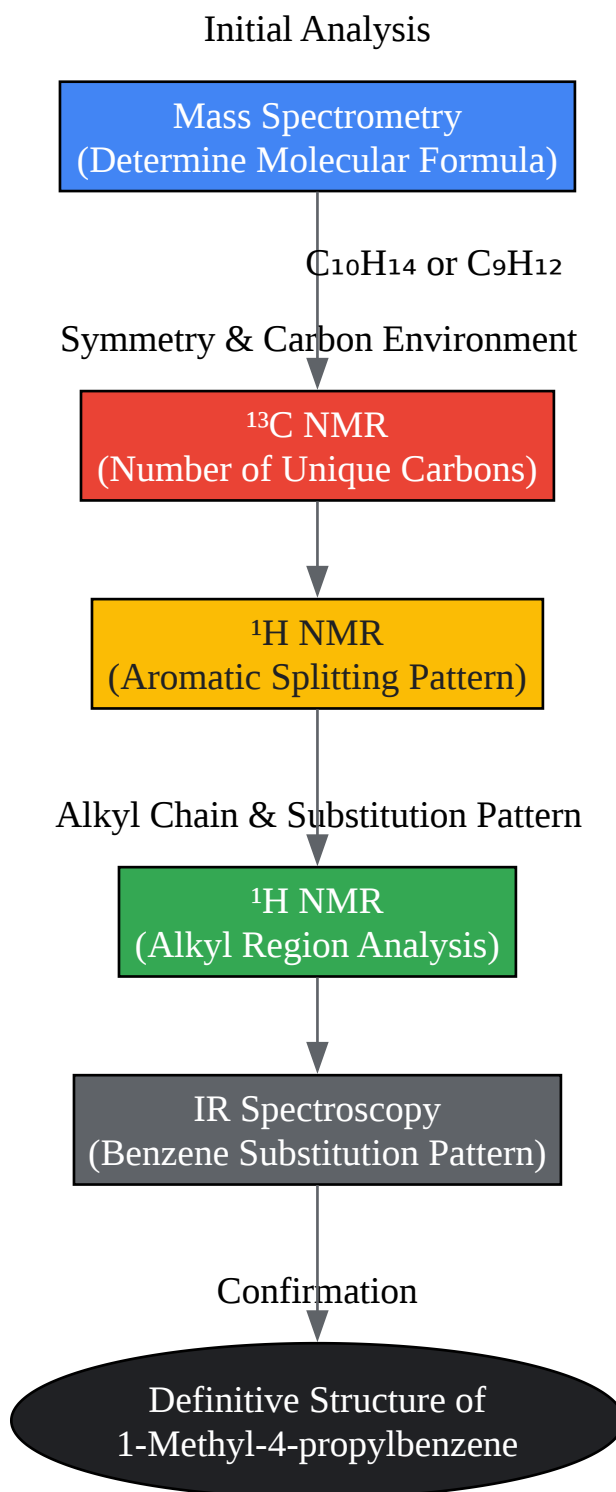 Initial Analysis
Mass Spectrometry
(Determine Molecular Formula)
C₁₀H₁₄ or C₉H₁₂
Symmetry & Carbon Environment
¹³C NMR
(Number of Unique Carbons)
¹H NMR
(Aromatic Splitting Pattern)
Alkyl Chain & Substitution Pattern
¹H NMR
(Alkyl Region Analysis)
IR Spectroscopy
(Benzene Substitution Pattern)
Confirmation
Definitive Structure of
1-Methyl-4-propylbenzene